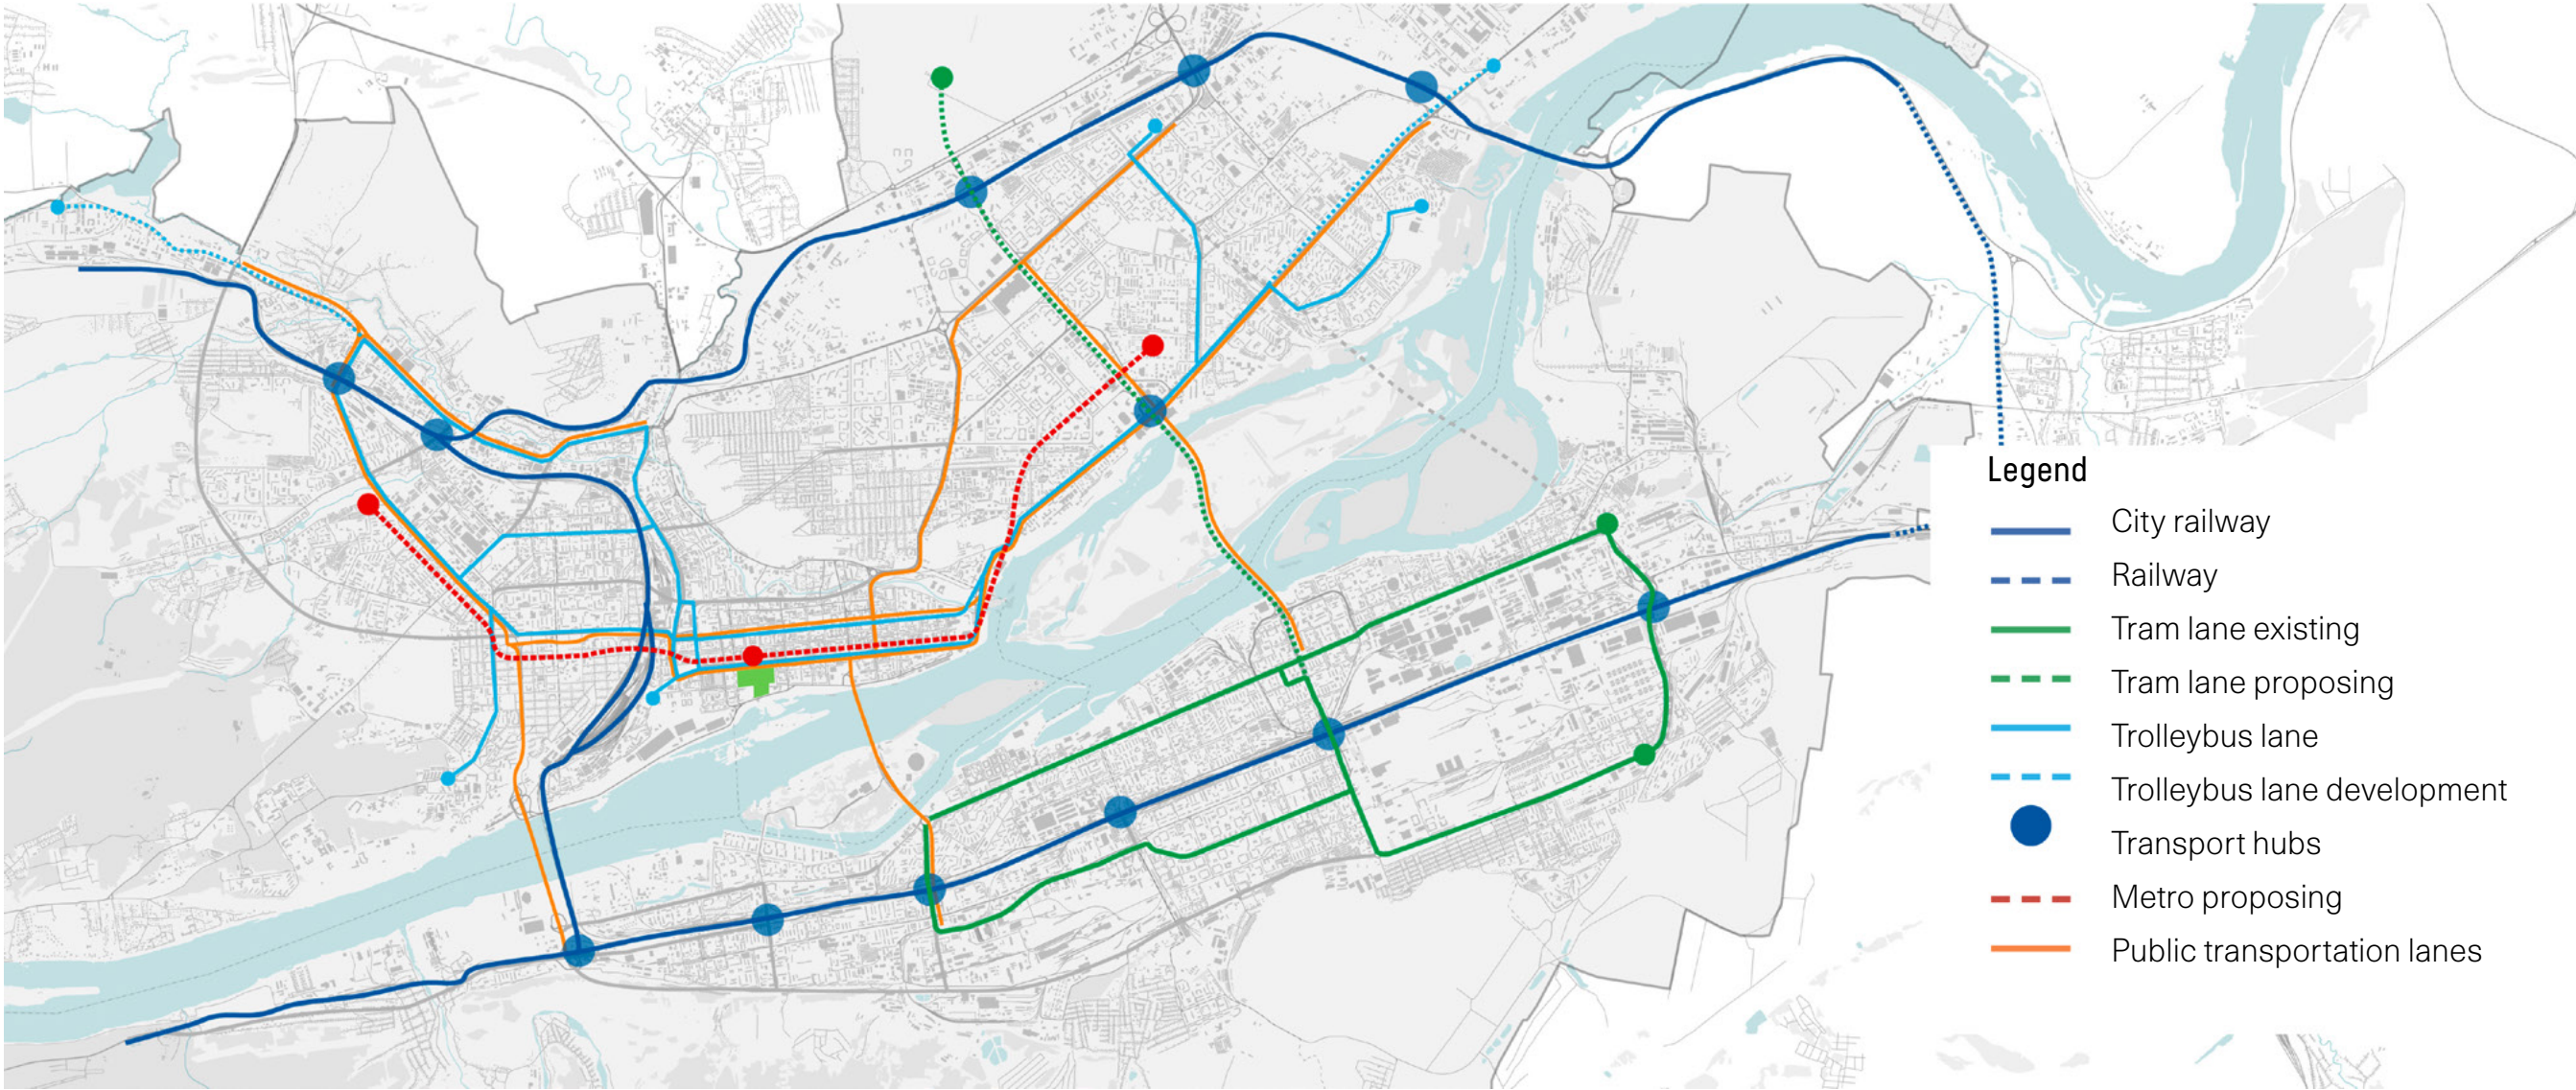 Legend
City railway
Railway
Tram lane existing
Tram lane proposing
Trolleybus lane
Trolleybus lane development
Transport hubs
Metro proposing
Public transportation lanes